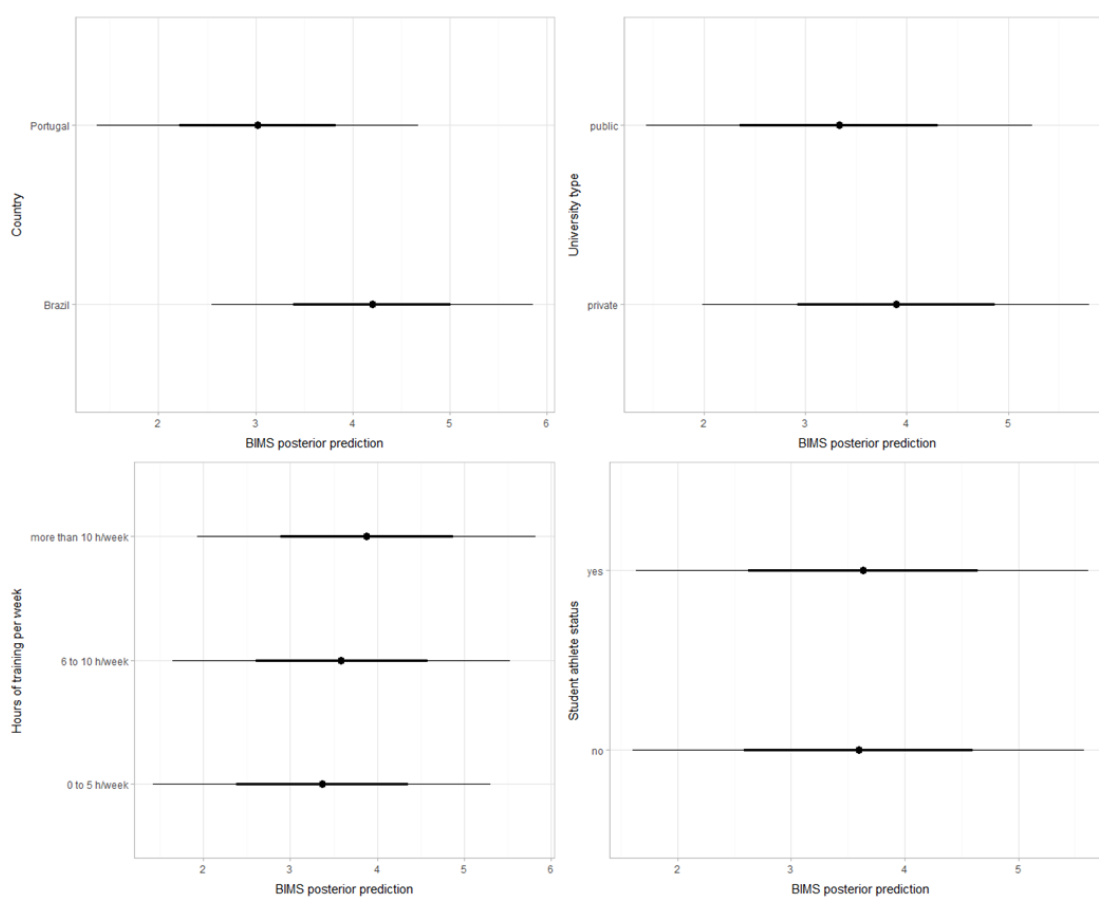 Country
Portugal
Brazil
2 3 4 5 6
BIMS posterior prediction
University type
public
private
2 3 4 5
BIMS posterior prediction
Hours of training per week
more than 10 h/week
6 to 10 h/week
0 to 5 h/week
2 3 4 5 6
BIMS posterior prediction
Student athlete status
yes
no
2 3 4 5
BIMS posterior prediction